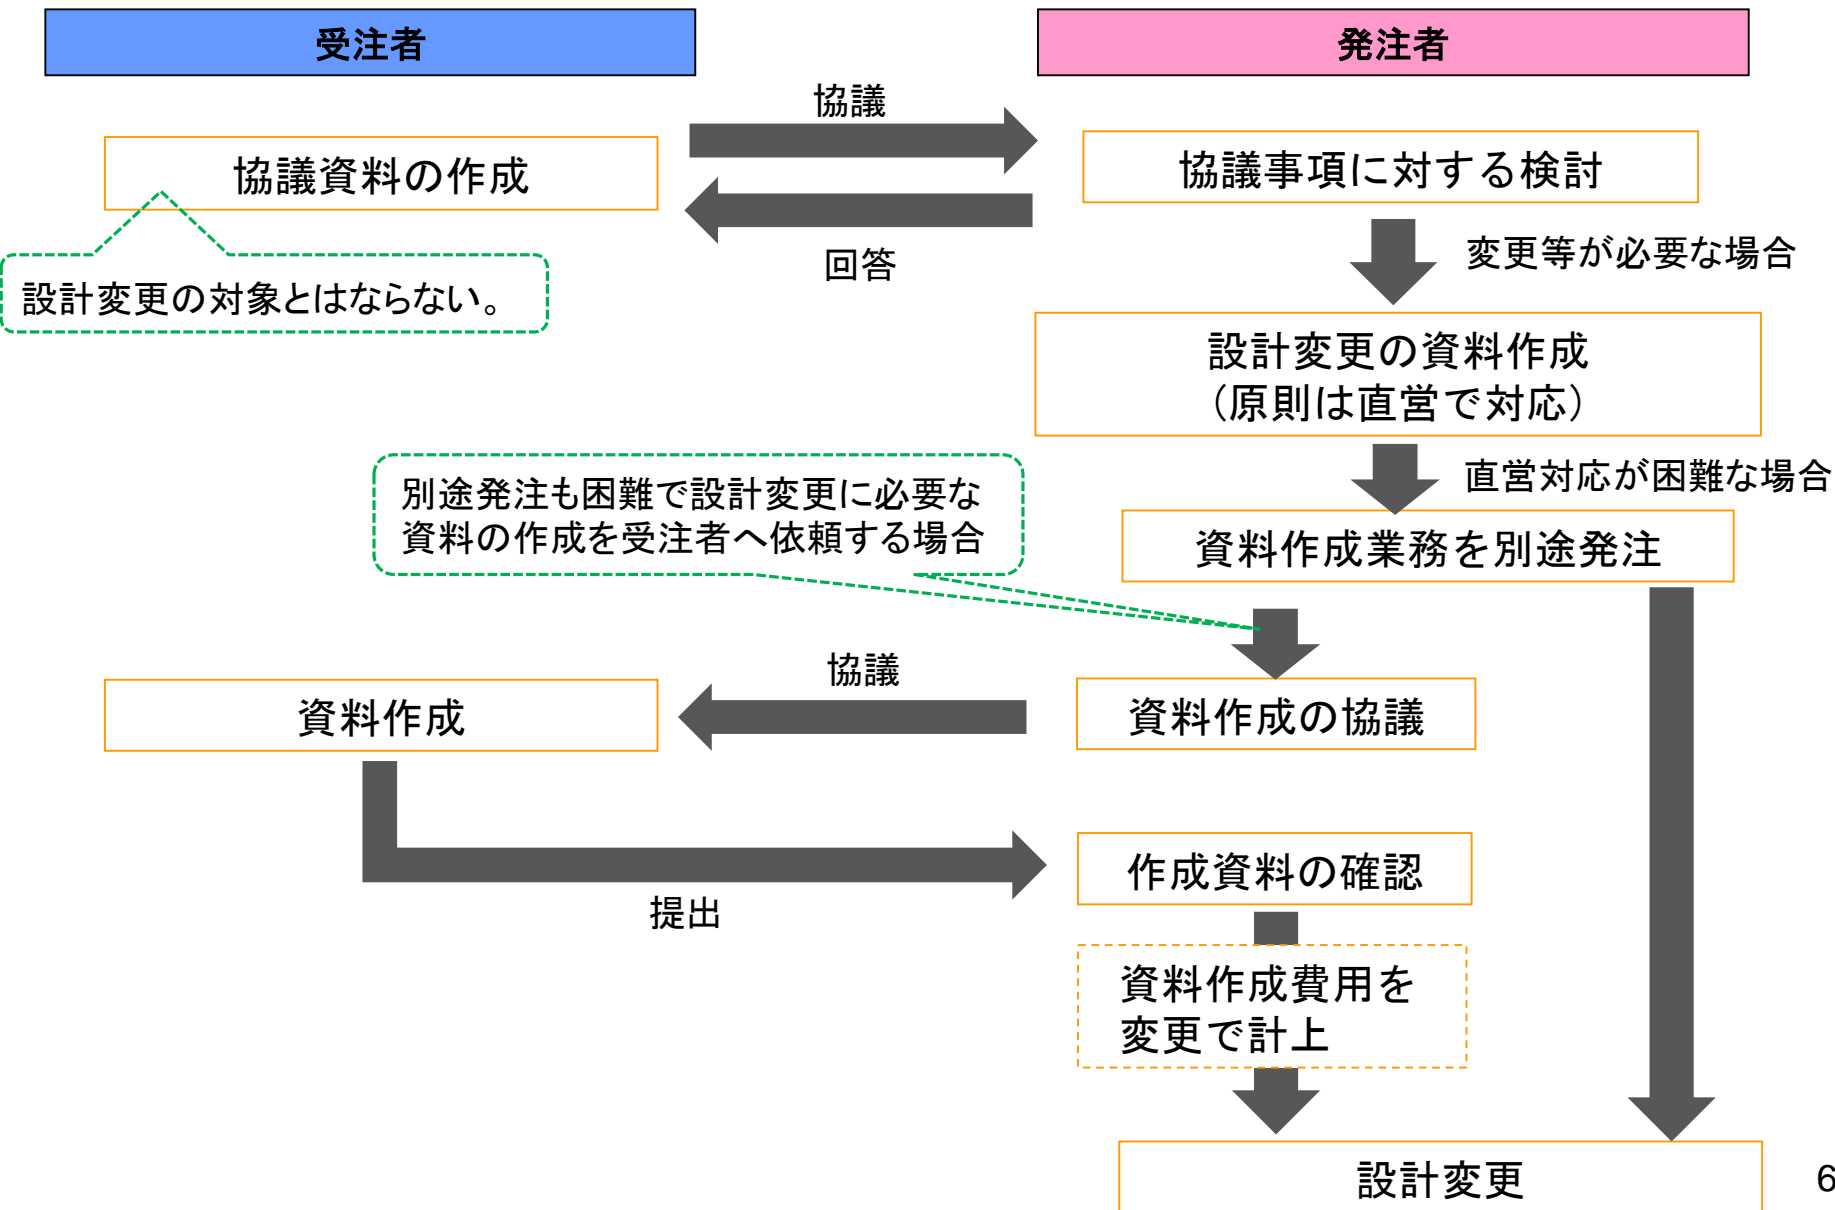 受注者
発注者
協議
協議資料の作成
協議事項に対する検討
回答
変更等が必要な場合
設計変更の対象とはならない。
設計変更の資料作成
(原則は直営で対応)
直営対応が困難な場合
別途発注も困難で設計変更に必要な
資料の作成を受注者へ依頼する場合
資料作成業務を別途発注
協議
資料作成
資料作成の協議
作成資料の確認
提出
資料作成費用を
変更で計上
設計変更
6